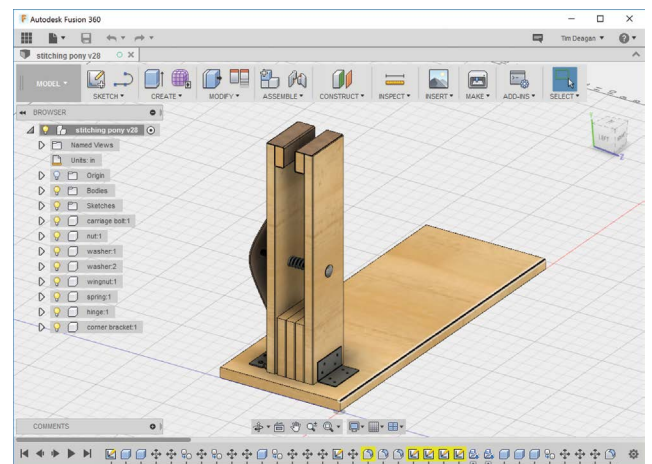 Autodesk Fusion 360
Tim Deagan
stitching pony v28
MODEL
SKETCH
CREATE
MODIFY
ASSEMBLE
CONSTRUCT
INSPECT
INSERT
MAKE
ADD-INS
SELECT
BROWSER
stitching pony v28
Named Views
Units: in
Origin
Bodies
Sketches
carriage bolt:1
nut:1
washer:1
washer:2
wingnut:1
spring:1
hinge:1
corner bracket:1
LEFT
Z
COMMENTS